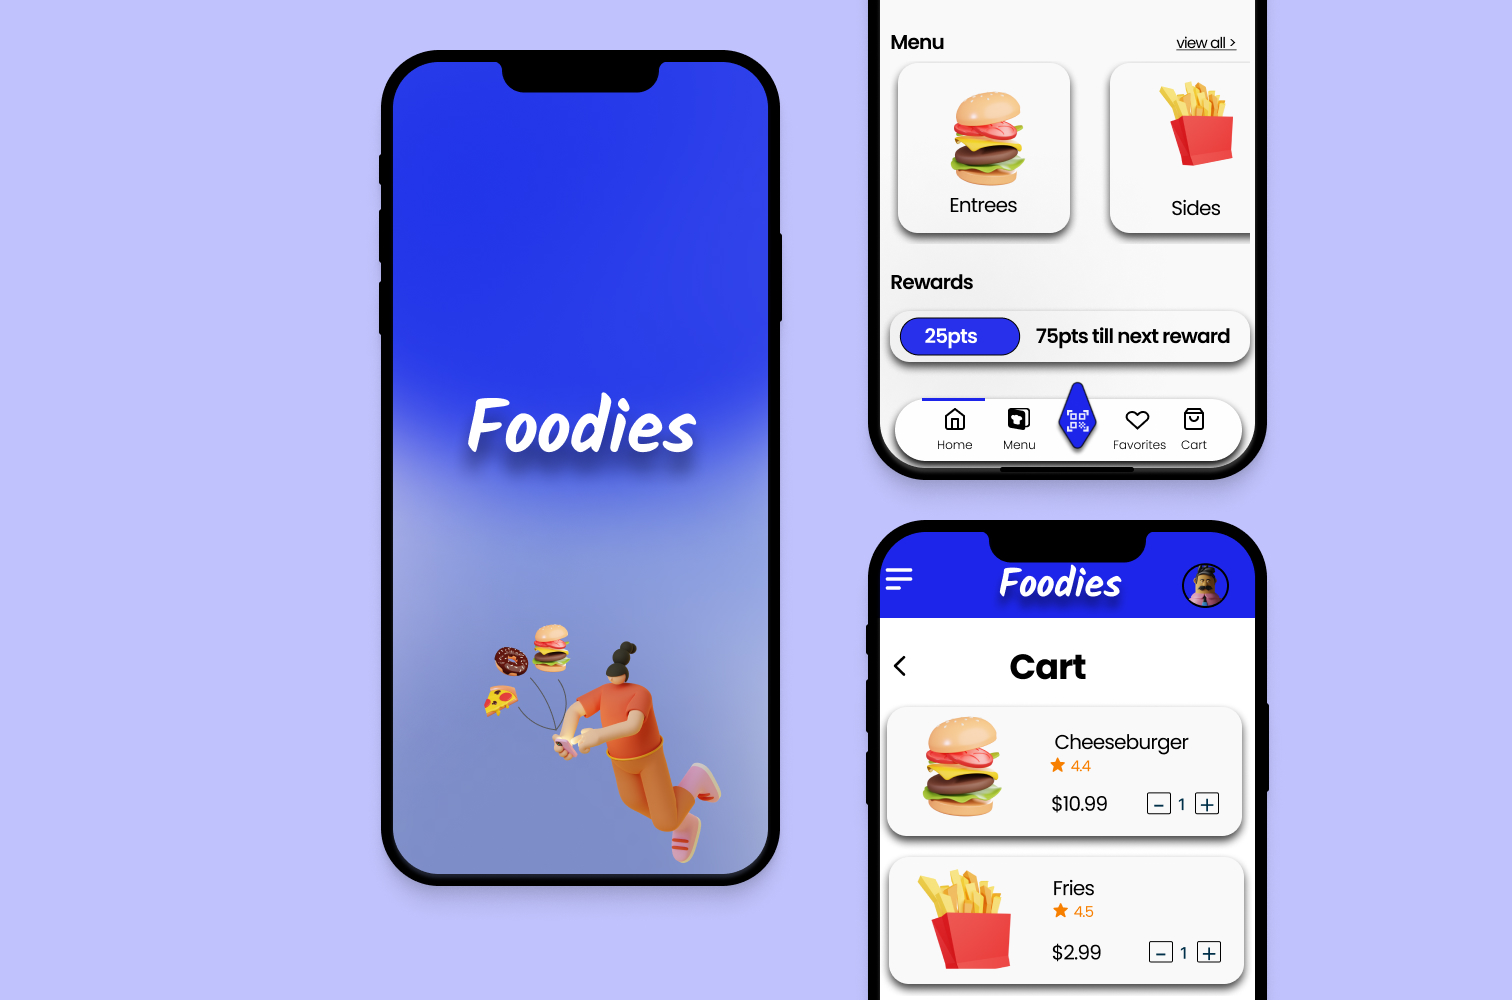 Foodies
Menu
view all >
Entrees
Sides
Rewards
25pts
75pts till next reward
Home
Menu
Favorites
Cart
Foodies
Cart
Cheeseburger
4.4
$10.99
1
Fries
4.5
$2.99
1